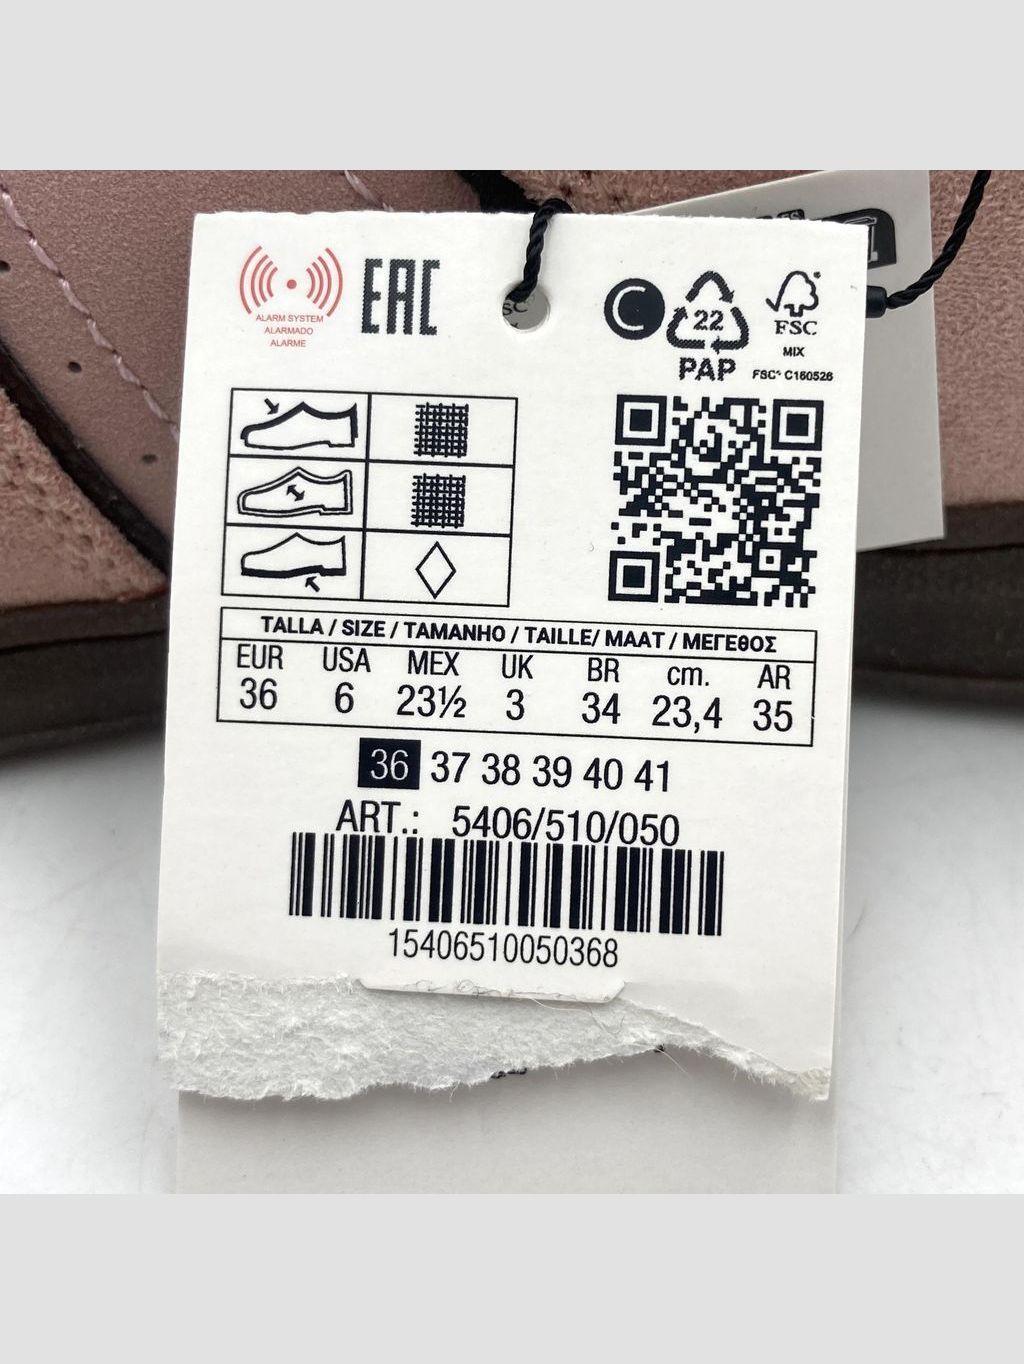 ALARM SYSTEM
ALARMADO
ALARME
EAC
C
22
PAP
FSC
MIX
FSC® C160526
TALLA / SIZE / TAMANHO / TAILLE/ MAAT / ΜΕΓΕΘΟΣ
EUR USA MEX UK BR cm. AR
36 6 23½ 3 34 23,4 35
36 37 38 39 40 41
ART.: 5406/510/050
15406510050368